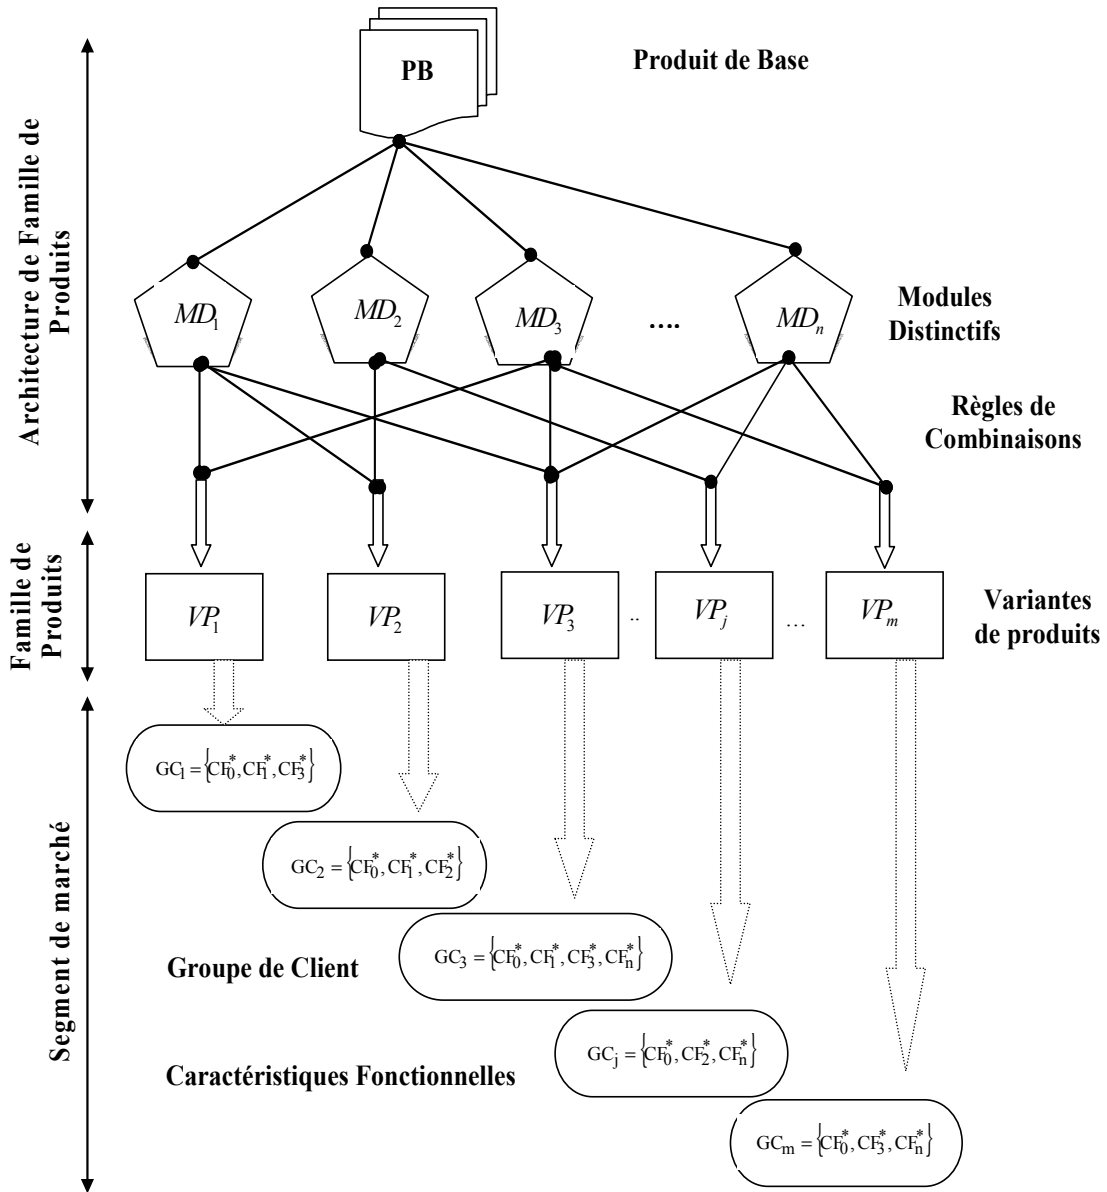 PB
Produit de Base
Architecture de Famille de
Produits
MD₁
MD₂
MD₃
....
MDₙ
Modules
Distinctifs
Règles de
Combinaisons
Famille de
Produits
VP₁
VP₂
VP₃
..
VPⱼ
...
VPₘ
Variantes
de produits
Segment de marché
GC₁ = {CF₀*, CF₁*, CF₃*}
GC₂ = {CF₀*, CF₁*, CF₂*}
GC₃ = {CF₀*, CF₁*, CF₃*, CFₙ*}
Groupe de Client
GCⱼ = {CF₀*, CF₂*, CFₙ*}
Caractéristiques Fonctionnelles
GCₘ = {CF₀*, CF₃*, CFₙ*}